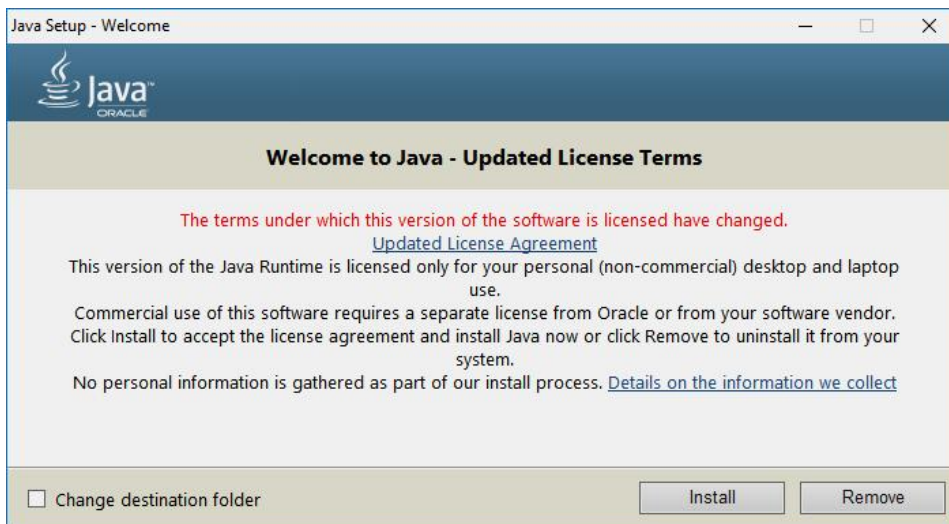 Java Setup - Welcome
Java™
ORACLE
Welcome to Java - Updated License Terms
The terms under which this version of the software is licensed have changed.
Updated License Agreement
This version of the Java Runtime is licensed only for your personal (non-commercial) desktop and laptop
use.
Commercial use of this software requires a separate license from Oracle or from your software vendor.
Click Install to accept the license agreement and install Java now or click Remove to uninstall it from your
system.
No personal information is gathered as part of our install process. Details on the information we collect
Change destination folder
Install
Remove